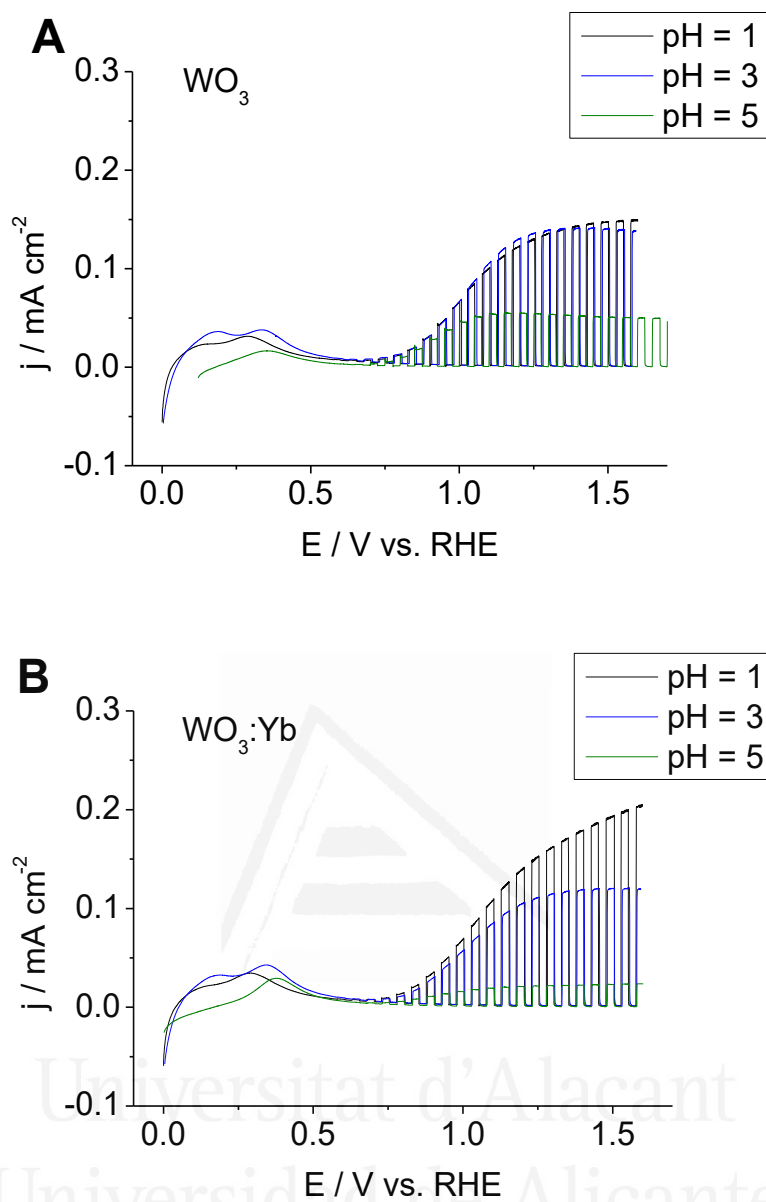 A
WO3
pH = 1
pH = 3
pH = 5
0.3
0.2
0.1
0.0
-0.1
j / mA cm-2
0.0 0.5 1.0 1.5
E / V vs. RHE
B
WO3:Yb
pH = 1
pH = 3
pH = 5
0.3
0.2
0.1
0.0
-0.1
j / mA cm-2
0.0 0.5 1.0 1.5
E / V vs. RHE
Universitat d'Alacant
Universidad de Alicante